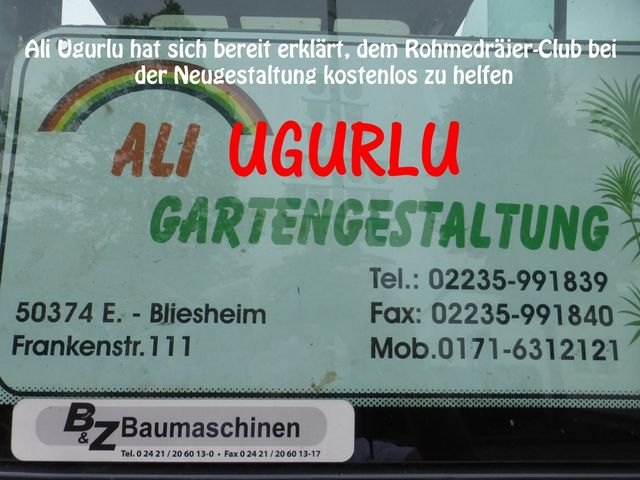 Ali Ugurlu hat sich bereit erklärt, dem Rohmedräjer-Club bei
der Neugestaltung kostenlos zu helfen
ALI UGURLU
GARTENGESTALTUNG
Tel.: 02235-991839
50374 E. - Bliesheim Fax: 02235-991840
Frankenstr.111 Mob.0171-6312121
B&Z Baumaschinen
Tel. 0 24 21 / 20 60 13-0 • Fax 0 24 21 / 20 60 13-17